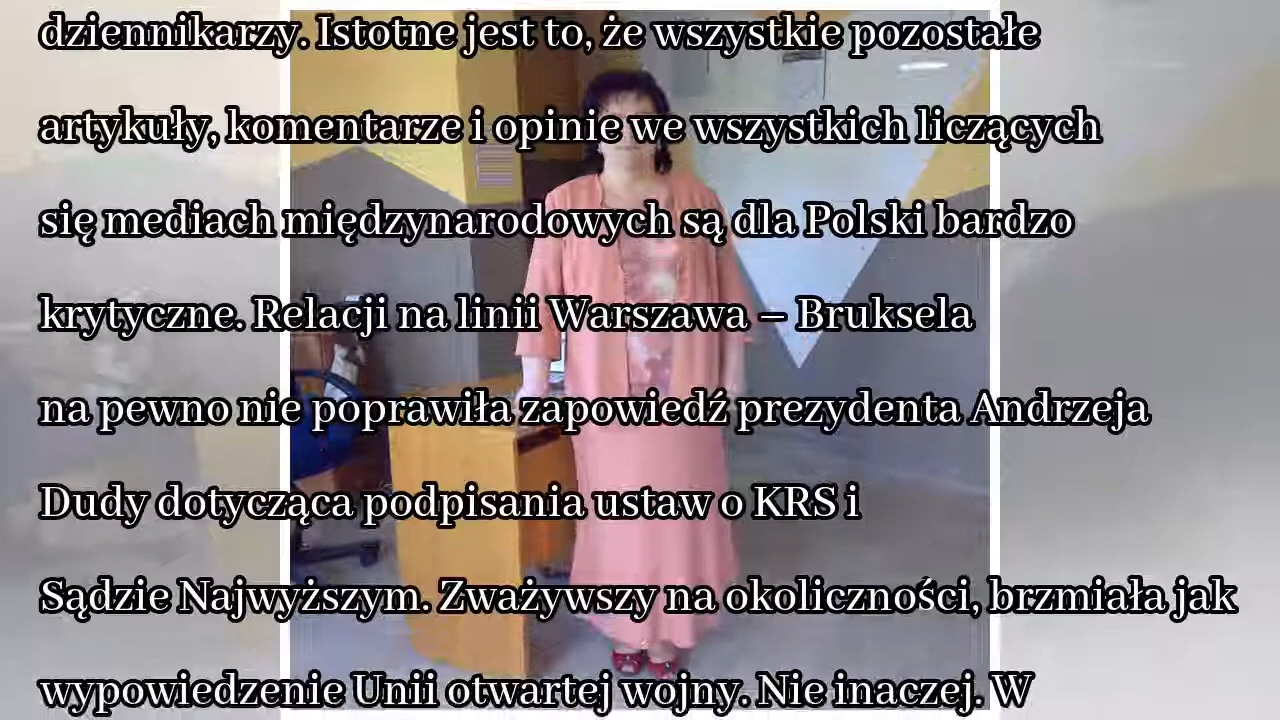 dziennikarzy. Istotne jest to, że wszystkie pozostałe
artykuły, komentarze i opinie we wszystkich liczących
się mediach międzynarodowych są dla Polski bardzo
krytyczne. Relacji na linii Warszawa – Bruksela
na pewno nie poprawiła zapowiedź prezydenta Andrzeja
Dudy dotycząca podpisania ustaw o KRS i
Sądzie Najwyższym. Zważywszy na okoliczności, brzmiała jak
wypowiedzenie Unii otwartej wojny. Nie inaczej. W